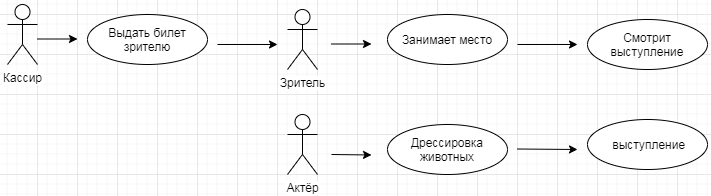 Кассир
Выдать билет
зрителю
Зритель
Занимает место
Смотрит
выступление
Актёр
Дрессировка
животных
выступление